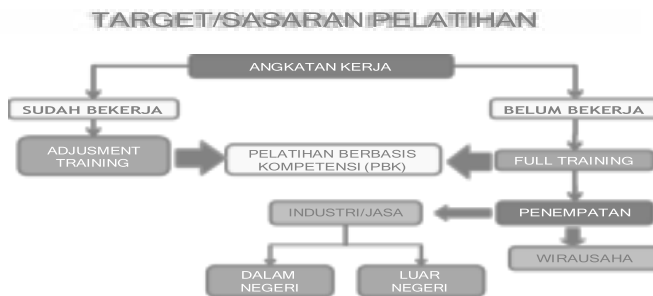 TARGET/SASARAN PELATIHAN
ANGKATAN KERJA
SUDAH BEKERJA
BELUM BEKERJA
ADJUSMENT
TRAINING
PELATIHAN BERBASIS
KOMPETENSI (PBK)
FULL TRAINING
INDUSTRI/JASA
PENEMPATAN
WIRAUSAHA
DALAM
NEGERI
LUAR
NEGERI